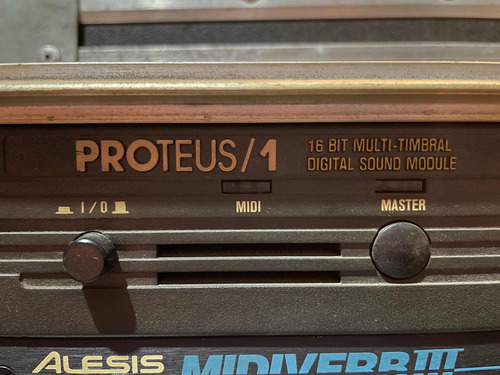 PROTEUS/1
16 BIT MULTI-TIMBRAL
DIGITAL SOUND MODULE
I/O
MIDI
MASTER
ALESIS MIDIVERB III